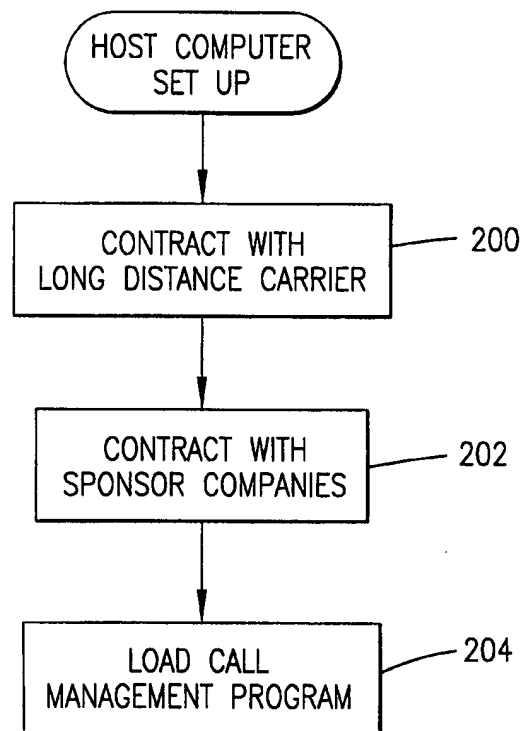 HOST COMPUTER
SET UP
CONTRACT WITH
LONG DISTANCE CARRIER
200
CONTRACT WITH
SPONSOR COMPANIES
202
LOAD CALL
MANAGEMENT PROGRAM
204